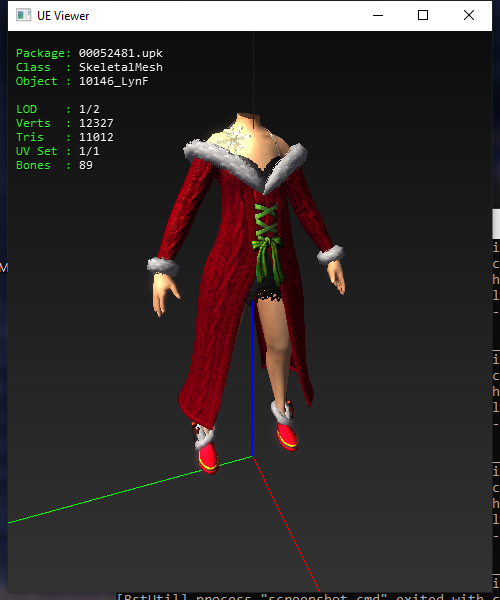 UE Viewer
Package: 00052481.upk
Class : SkeletalMesh
Object : 10146_LynF
LOD : 1/2
Verts : 12327
Tris : 11012
UV Set : 1/1
Bones : 89
M
i
c
h
l
-
i
c
h
l
-
i
c
h
l
-
i
[BstUtil] process "screenshot.cmd" exited with c